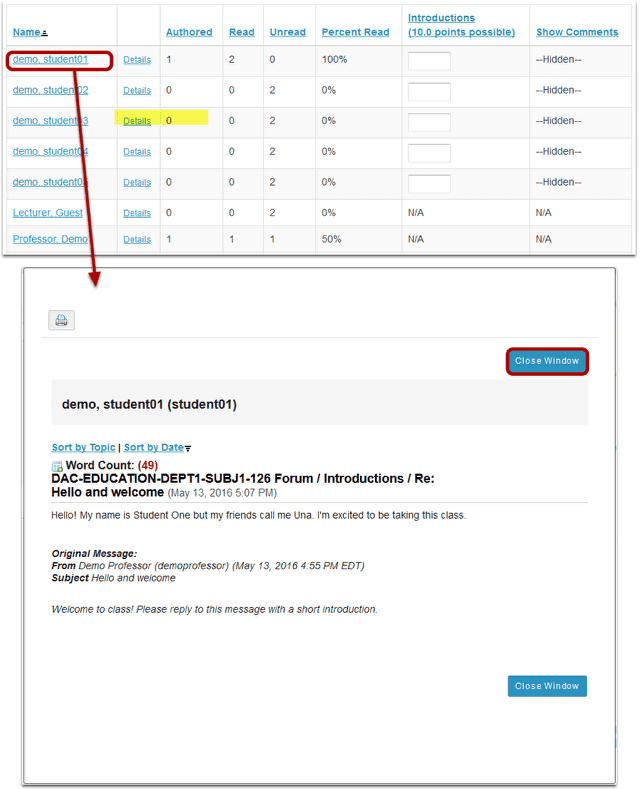 Name Authored Read Unread Percent Read Introductions (10.0 points possible) Show Comments
demo, student01 Details 1 2 0 100% --Hidden--
demo, student02 Details 0 0 2 0% --Hidden--
demo, student03 Details 0 0 2 0% --Hidden--
demo, student04 Details 0 0 2 0% --Hidden--
demo, student05 Details 0 0 2 0% --Hidden--
Lecturer, Guest Details 0 0 2 0% N/A N/A
Professor, Demo Details 1 1 1 50% N/A N/A
Close Window
demo, student01 (student01)
Sort by Topic | Sort by Date
Word Count: (49)
DAC-EDUCATION-DEPT1-SUBJ1-126 Forum / Introductions / Re:
Hello and welcome (May 13, 2016 5:07 PM)
Hello! My name is Student One but my friends call me Una. I'm excited to be taking this class.
Original Message:
From Demo Professor (demoprofessor) (May 13, 2016 4:55 PM EDT)
Subject Hello and welcome
Welcome to class! Please reply to this message with a short introduction.
Close Window